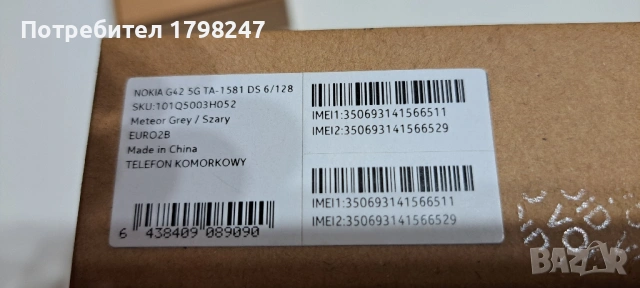 Потребител 1798247
NOKIA G42 5G TA-1581 DS 6/128
SKU:101Q5003H052
Meteor Grey / Szary
EURO2B
Made in China
TELEFON KOMORKOWY
6 438409 089090
IMEI1:350693141566511
IMEI2:350693141566529
IMEI1:350693141566511
IMEI2:350693141566529
bazar